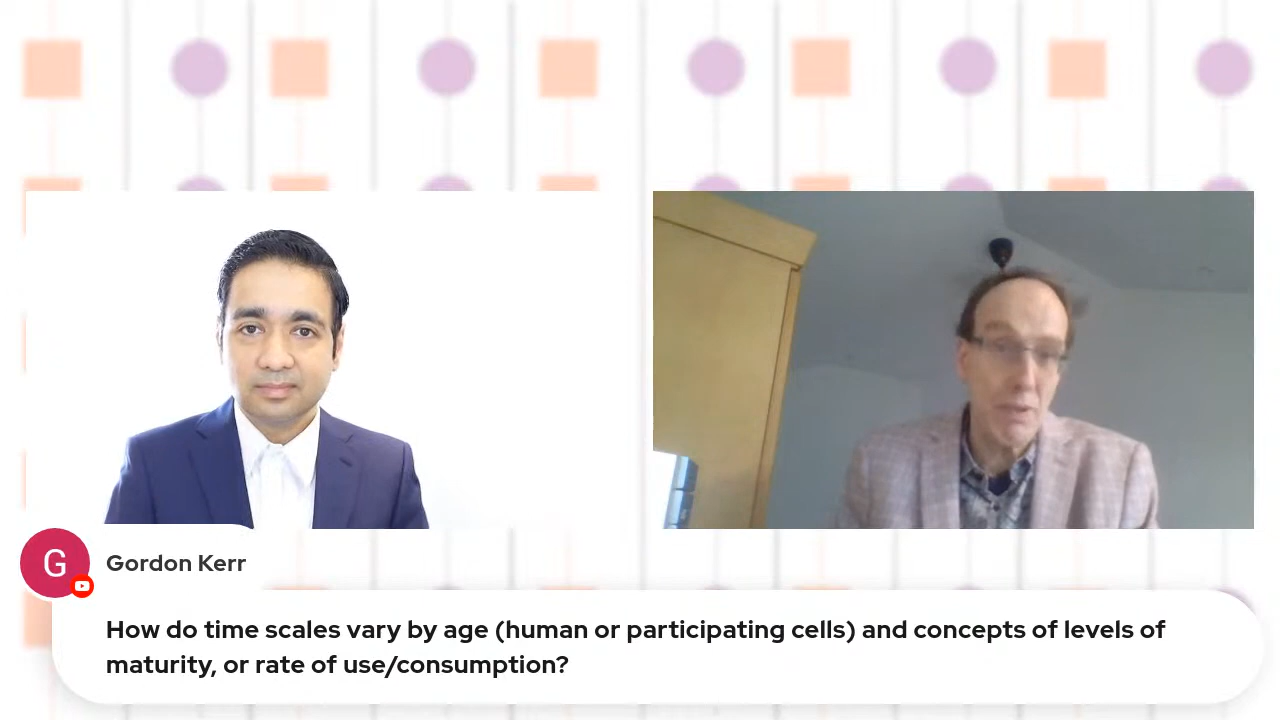 G
Gordon Kerr
How do time scales vary by age (human or participating cells) and concepts of levels of
maturity, or rate of use/consumption?